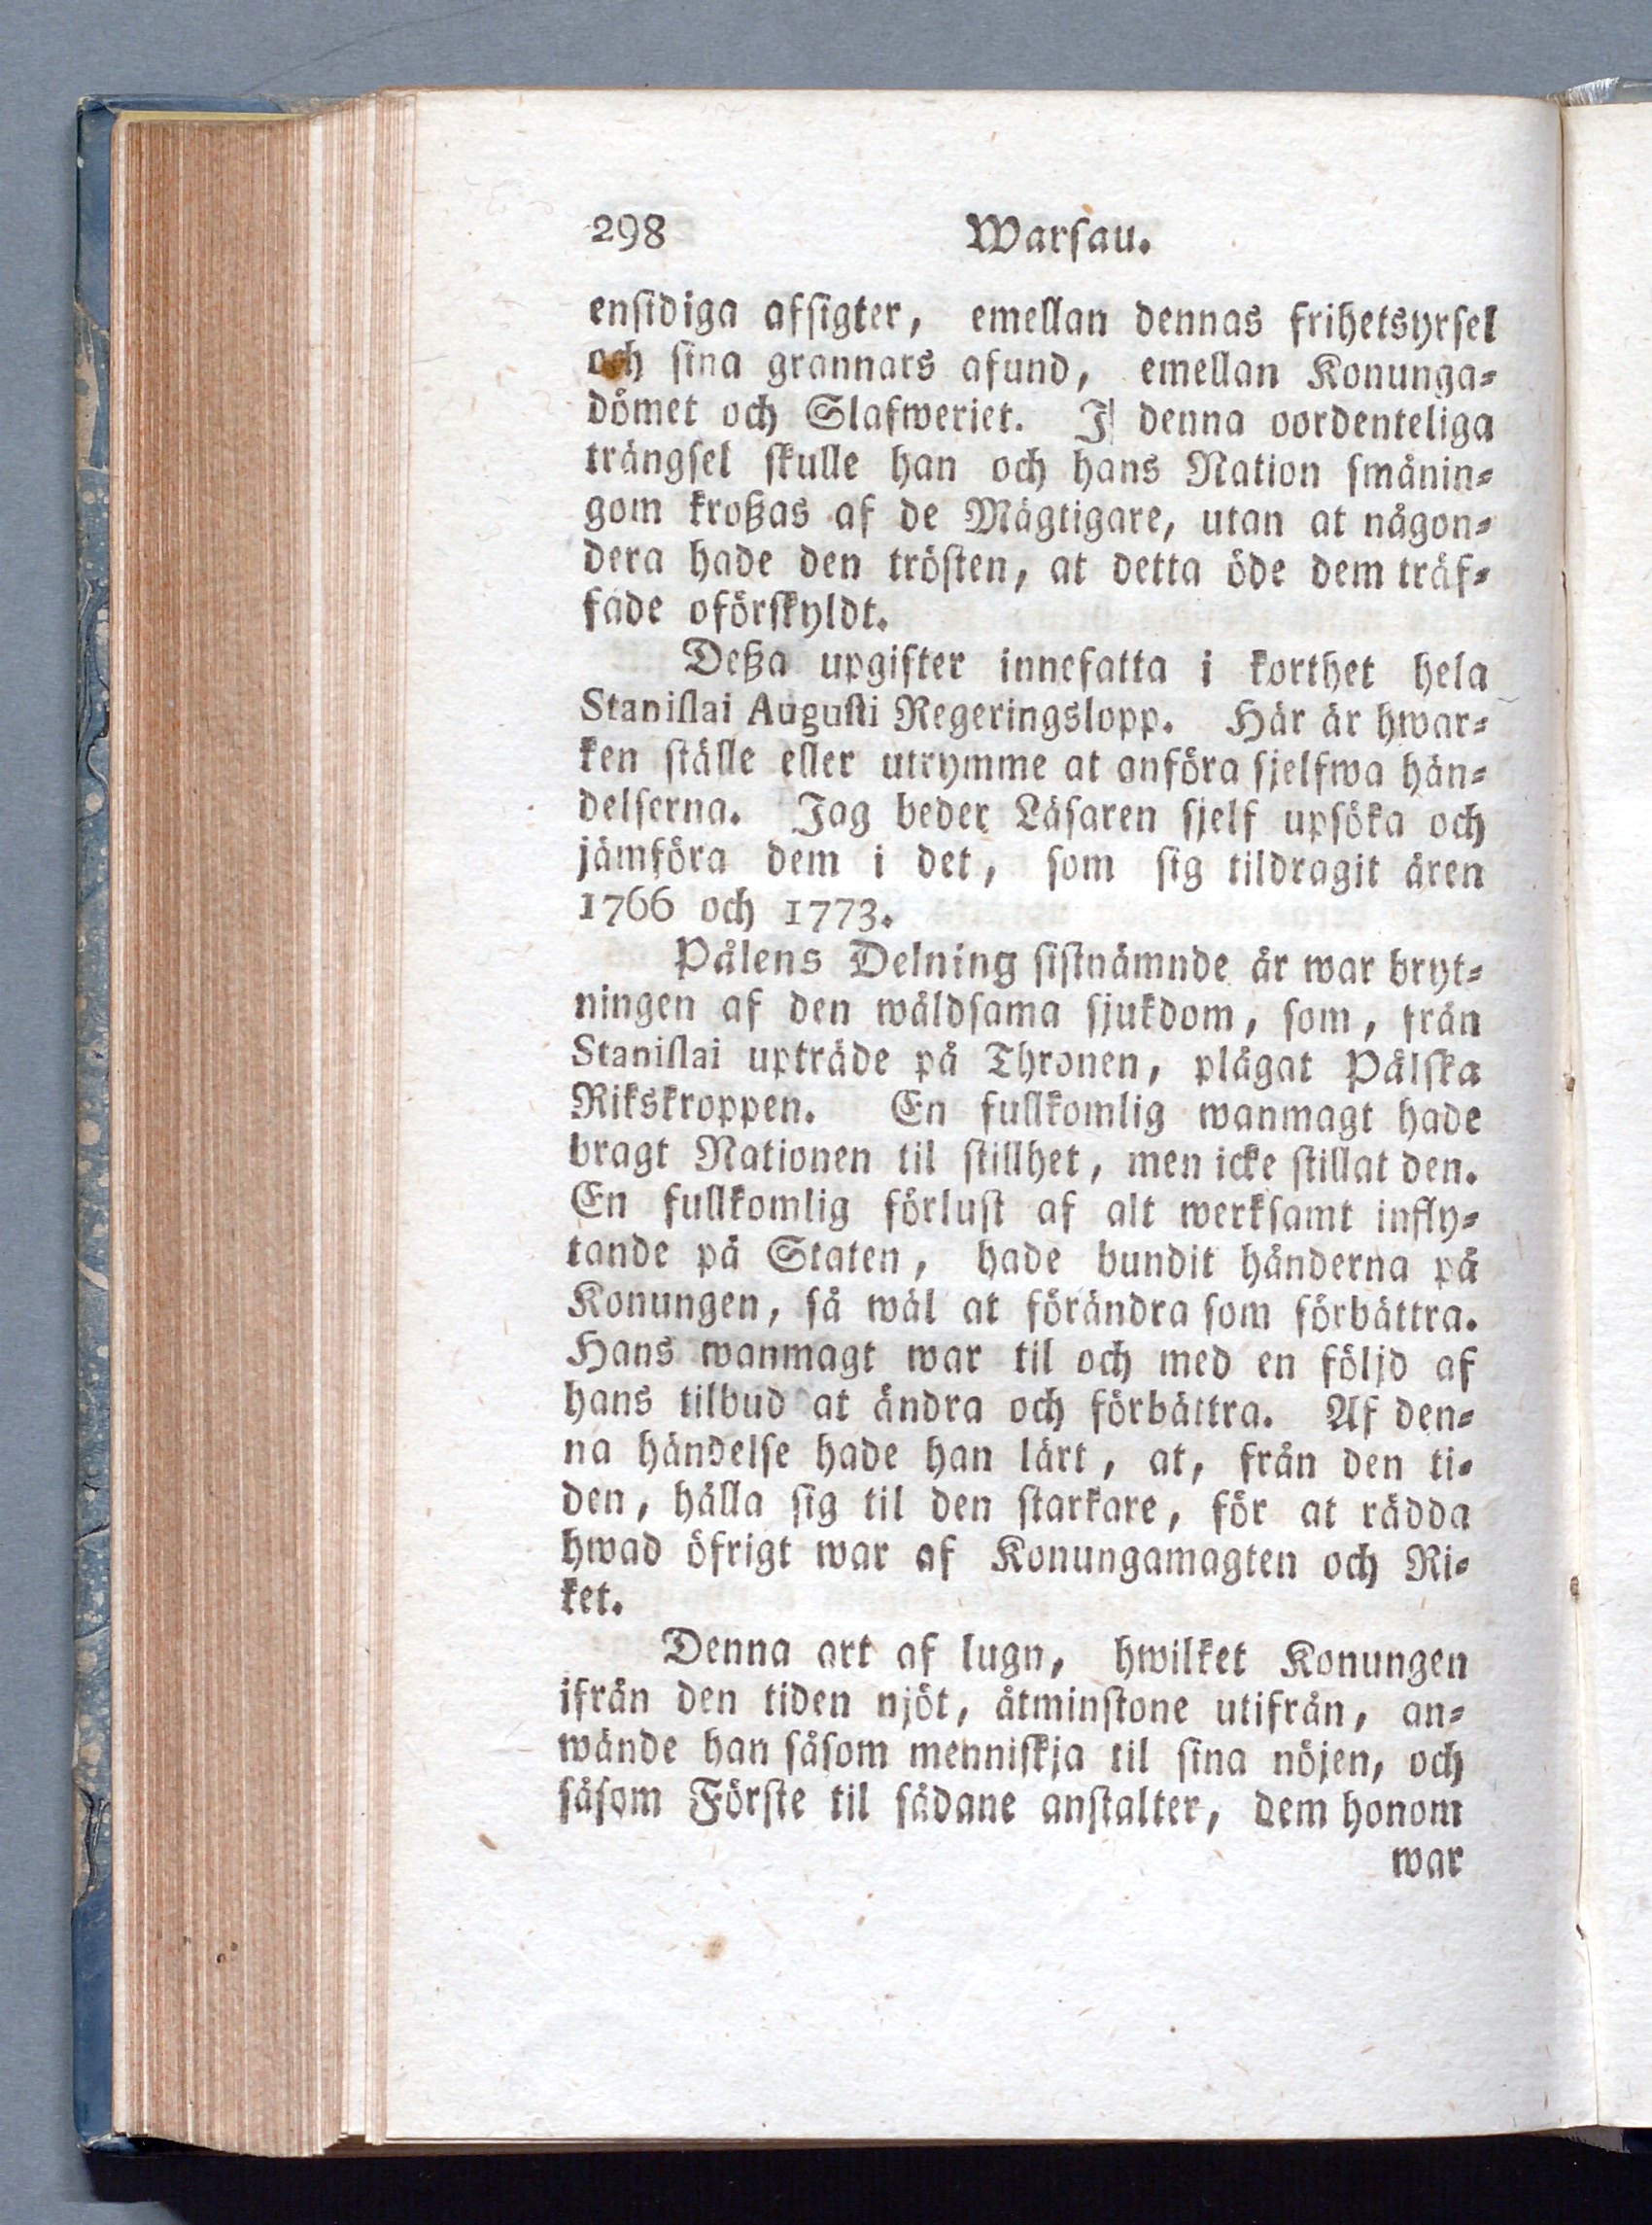 298 Warsau.
ensidiga afsigter, emellan dennas frihetsyrsel
och sina grannars afund, emellan Konunga=
dömet och Slafweriet. I denna oordenteliga
trängsel skulle han och hans Nation smånin=
gom kroßas af de Mägtigare, utan at någon=
dera hade den trösten, at detta öde dem träf=
fade oförskyldt.
Deßa upgifter innefatta i korthet hela
Stanislai Augusti Regeringslopp. Här är hwar=
ken ställe eller utrymme at anföra sjelfwa hän=
delserna. Jag beder Läsaren sjelf upsöka och
jämföra dem i det, som sig tildragit åren
1766 och 1773.
Pålens Delning sistnämnde år war bryt=
ningen af den wåldsama sjukdom, som, från
Stanislai upträde på Thronen, plågat Pålska
Rikskroppen. En fullkomlig wanmagt hade
bragt Nationen til stillhet, men icke stillat den.
En fullkomlig förlust af alt werksamt infly=
tande på Staten, hade bundit händerna på
Konungen, så wäl at förändra som förbättra.
Hans wanmagt war til och med en följd af
hans tilbud at ändra och förbättra. Af den=
na händelse hade han lärt, at, från den ti=
den, hålla sig til den starkare, för at rädda
hwad öfrigt war af Konungamagten och Ri=
ket.
Denna art af lugn, hwilket Konungen
ifrån den tiden njöt, åtminstone utifrån, an=
wände han såsom menniskja til sina nöjen, och
såsom Förste til sådane anstalter, dem honom
war